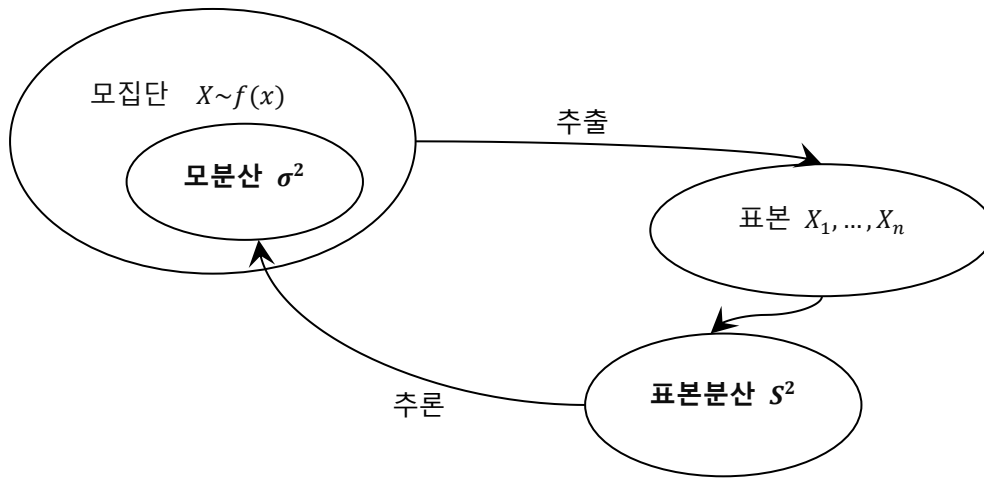 모집단 X~f(x)
추출
모분산 σ²
표본 X₁, …, Xₙ
표본분산 S²
추론